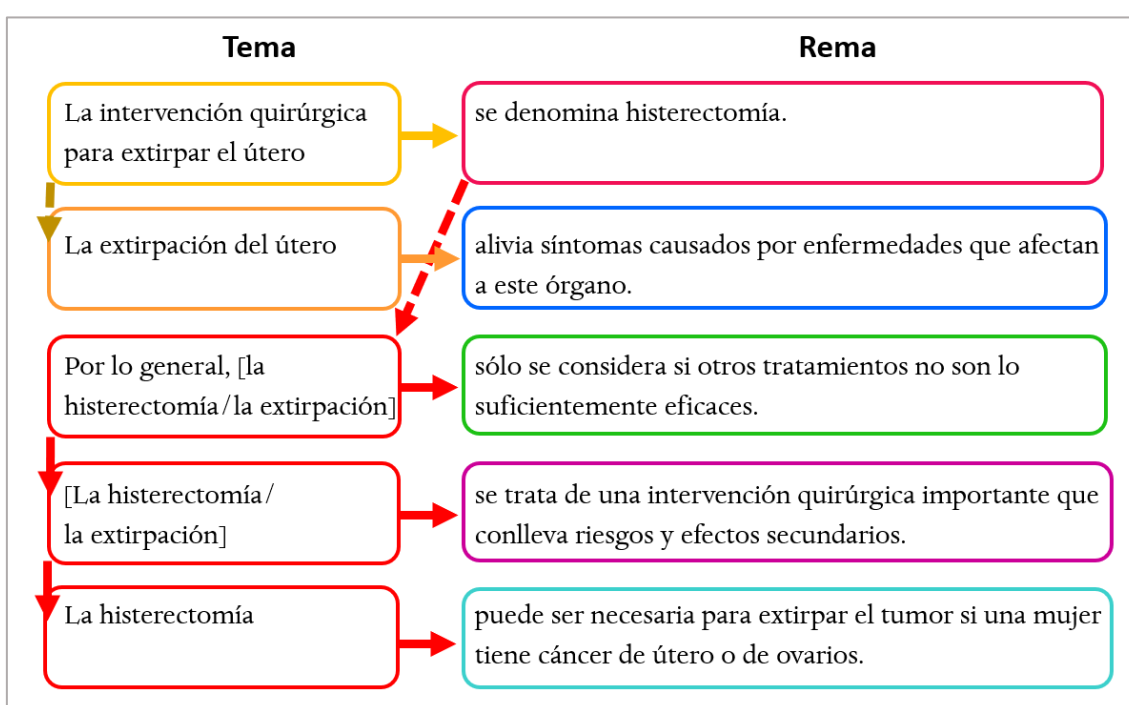 Tema
Rema
La intervención quirúrgica
para extirpar el útero
se denomina histerectomía.
La extirpación del útero
alivia síntomas causados por enfermedades que afectan
a este órgano.
Por lo general, [la
histerectomía/la extirpación]
sólo se considera si otros tratamientos no son lo
suficientemente eficaces.
[La histerectomía/
la extirpación]
se trata de una intervención quirúrgica importante que
conlleva riesgos y efectos secundarios.
La histerectomía
puede ser necesaria para extirpar el tumor si una mujer
tiene cáncer de útero o de ovarios.